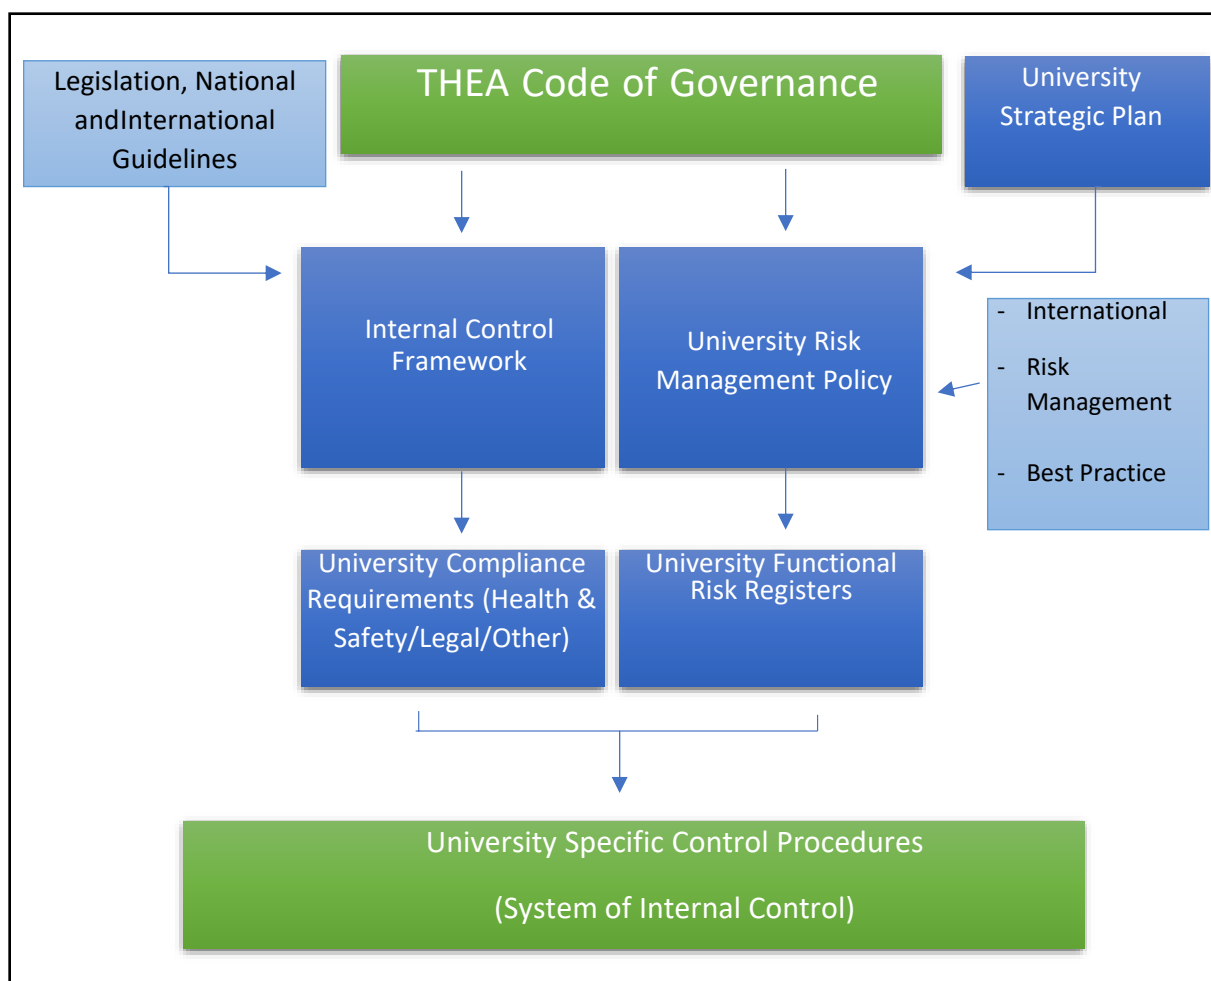 Legislation, National
andInternational
Guidelines
THEA Code of Governance
University
Strategic Plan
Internal Control
Framework
University Risk
Management Policy
- International
- Risk
Management
- Best Practice
University Compliance
Requirements (Health &
Safety/Legal/Other)
University Functional
Risk Registers
University Specific Control Procedures
(System of Internal Control)